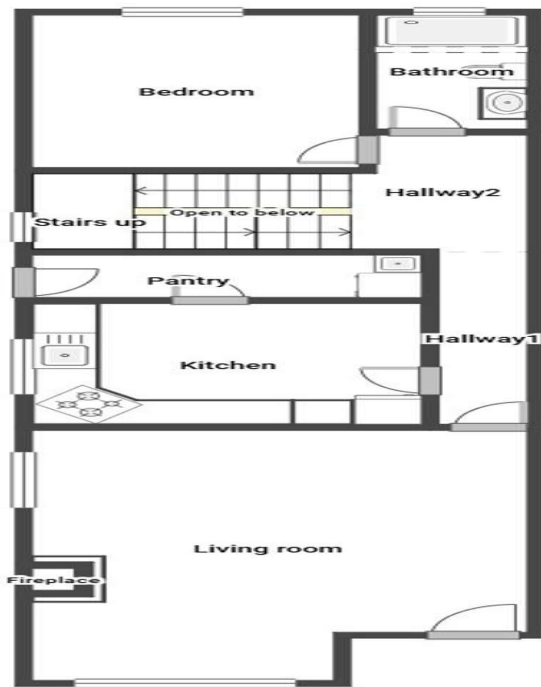 Bathroom
Bedroom
Hallway2
Open to below
Stairs up
Pantry
Hallway1
Kitchen
Living room
Fireplace